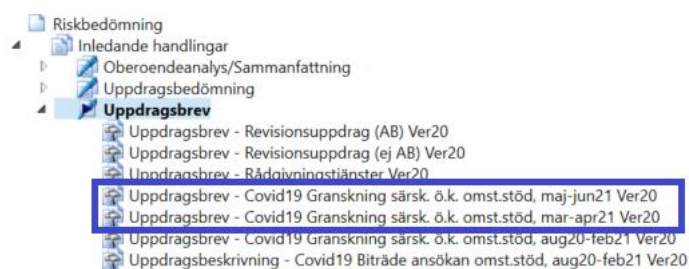 Riskbedömning
Inledande handlingar
Oberoendeanalys/Sammanfattning
Uppdragsbedömning
Uppdragsbrev
Uppdragsbrev - Revisionsuppdrag (AB) Ver20
Uppdragsbrev - Revisionsuppdrag (ej AB) Ver20
Uppdragsbrev - Rådgivningstjänster Ver20
Uppdragsbrev - Covid19 Granskning särsk. ö.k. omst.stöd, maj-jun21 Ver20
Uppdragsbrev - Covid19 Granskning särsk. ö.k. omst.stöd, mar-apr21 Ver20
Uppdragsbrev - Covid19 Granskning särsk. ö.k. omst.stöd, aug20-feb21 Ver20
Uppdragsbeskrivning - Covid19 Biträde ansökan omst.stöd, aug20-feb21 Ver20